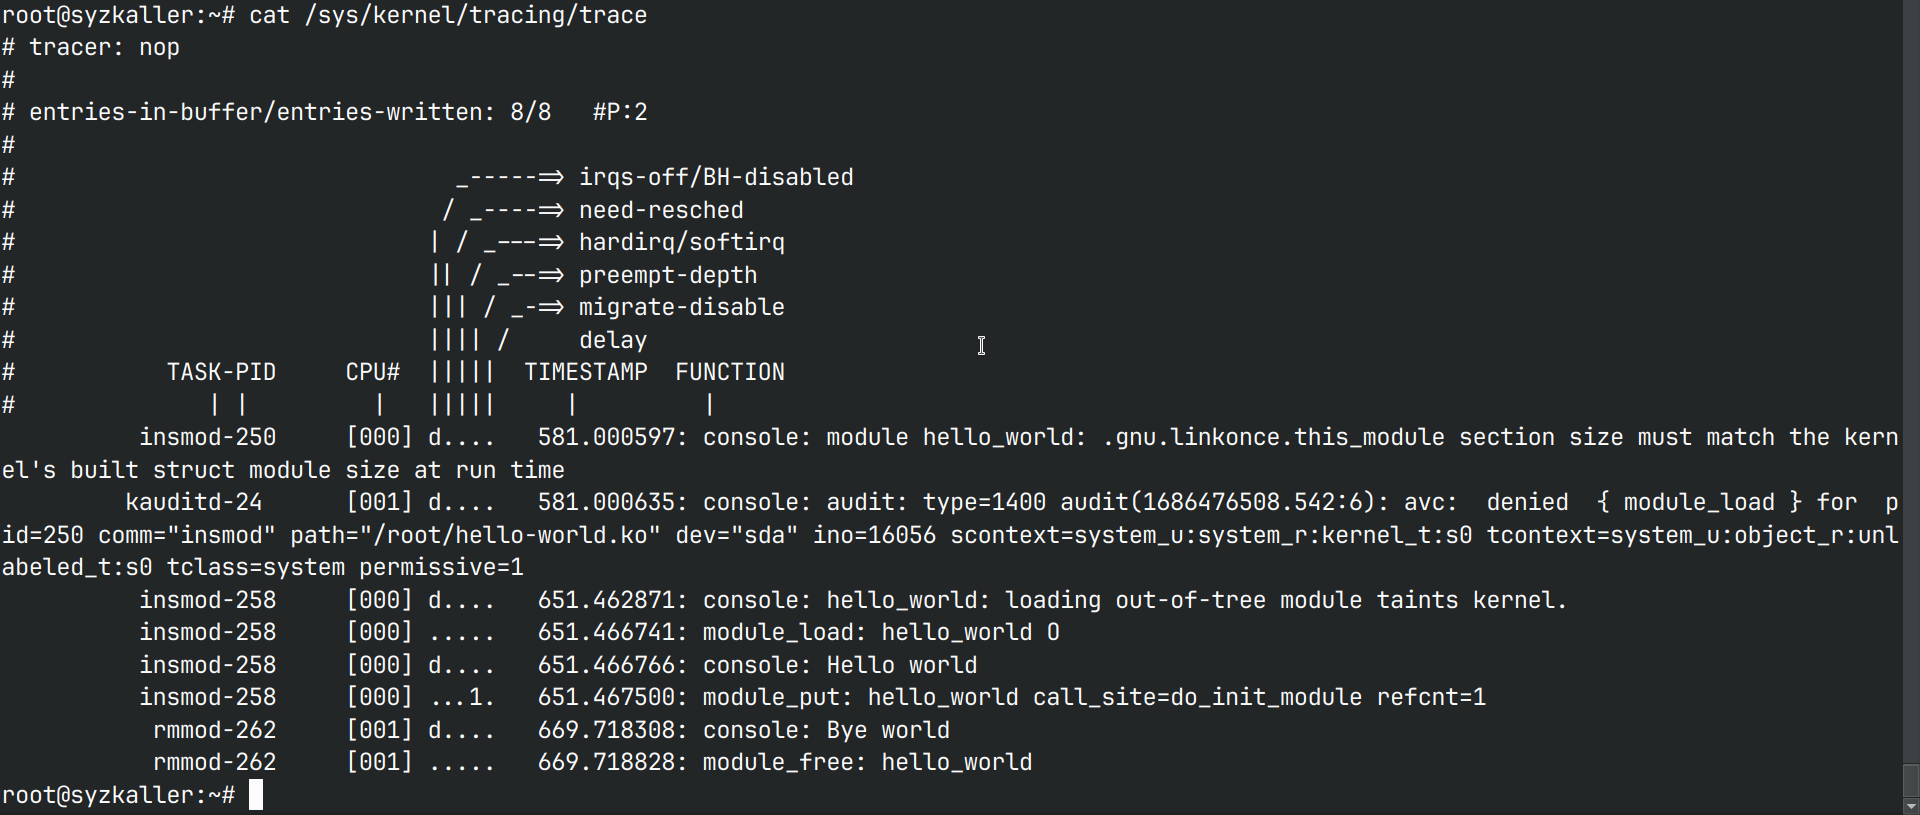 root@syzkaller:~# cat /sys/kernel/tracing/trace
# tracer: nop
#
# entries-in-buffer/entries-written: 8/8   #P:2
#
#                                _-----=> irqs-off/BH-disabled
#                               / _----=> need-resched
#                              | / _---=> hardirq/softirq
#                              || / _--=> preempt-depth
#                              ||| / _-=> migrate-disable
#                              |||| /     delay
#           TASK-PID     CPU#  |||||  TIMESTAMP  FUNCTION
#              | |         |   |||||     |         |
          insmod-250     [000] d....   581.000597: console: module hello_world: .gnu.linkonce.this_module section size must match the kern
el's built struct module size at run time
         kauditd-24      [001] d....   581.000635: console: audit: type=1400 audit(1686476508.542:6): avc:  denied  { module_load } for  p
id=250 comm="insmod" path="/root/hello-world.ko" dev="sda" ino=16056 scontext=system_u:system_r:kernel_t:s0 tcontext=system_u:object_r:unl
abeled_t:s0 tclass=system permissive=1
          insmod-258     [000] d....   651.462871: console: hello_world: loading out-of-tree module taints kernel.
          insmod-258     [000] .....   651.466741: module_load: hello_world O
          insmod-258     [000] d....   651.466766: console: Hello world
          insmod-258     [000] ...1.   651.467500: module_put: hello_world call_site=do_init_module refcnt=1
           rmmod-262     [001] d....   669.718308: console: Bye world
           rmmod-262     [001] .....   669.718828: module_free: hello_world
root@syzkaller:~#